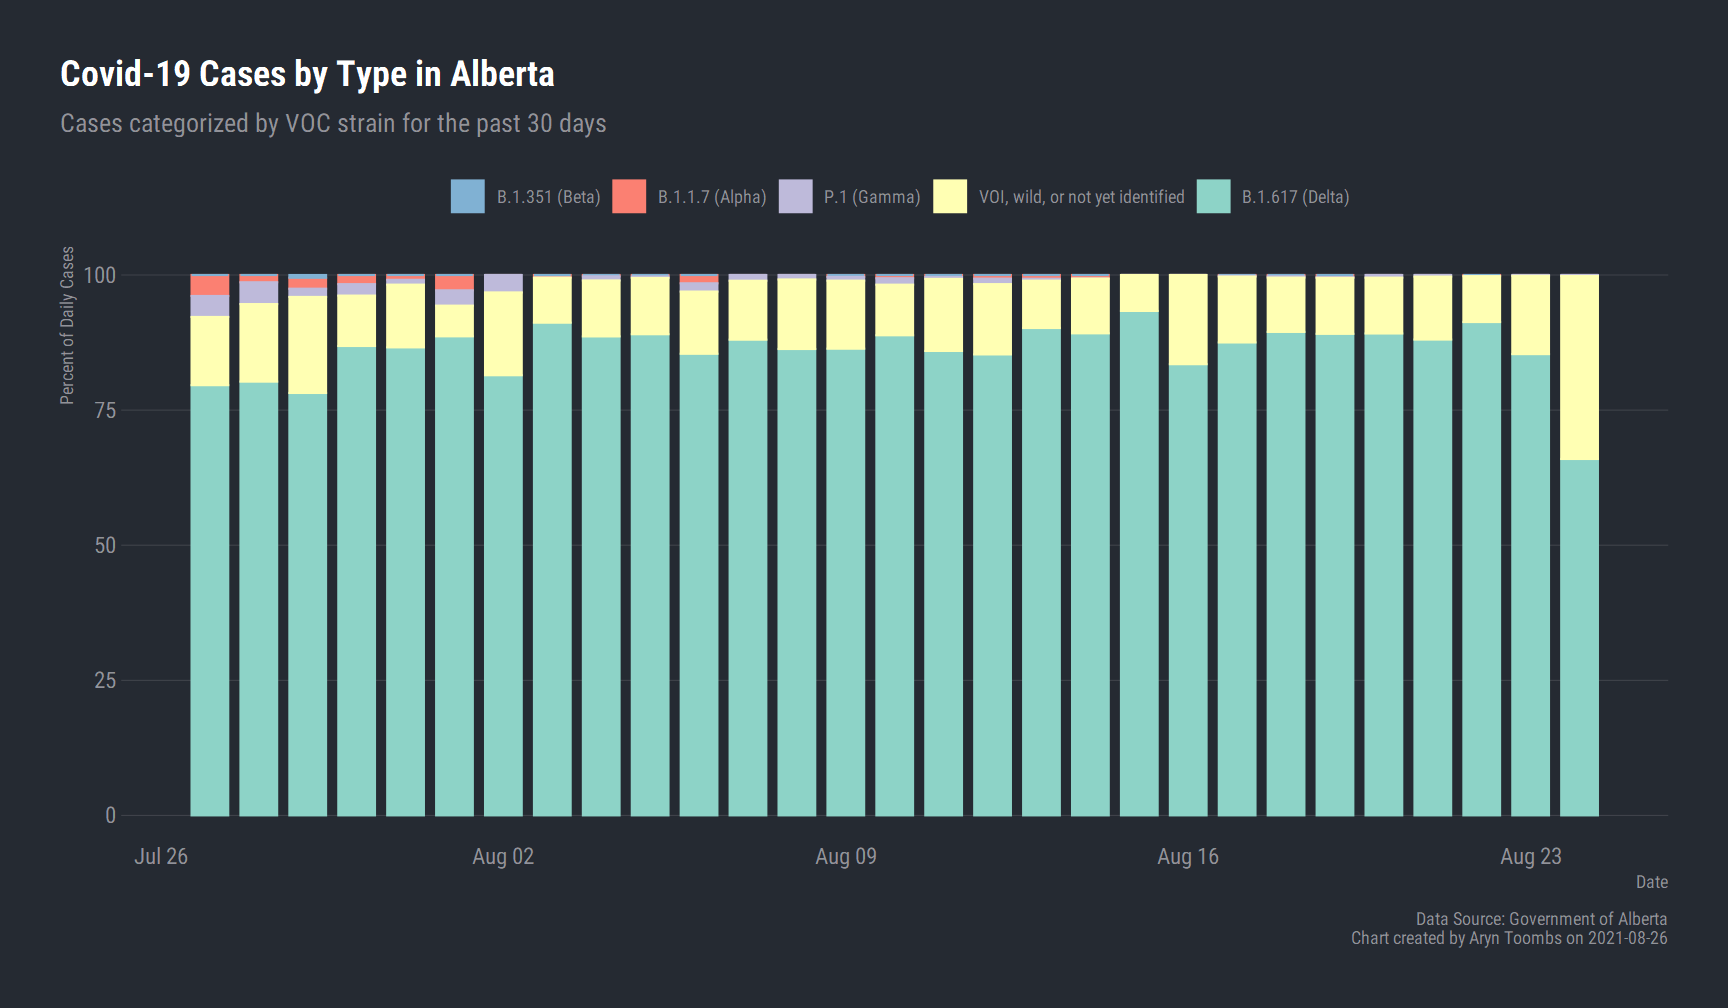 Covid-19 Cases by Type in Alberta
Cases categorized by VOC strain for the past 30 days
B.1.351 (Beta) B.1.1.7 (Alpha) P.1 (Gamma) VOI, wild, or not yet identified B.1.617 (Delta)
Percent of Daily Cases
100
75
50
25
0
Jul 26 Aug 02 Aug 09 Aug 16 Aug 23
Date
Data Source: Government of Alberta
Chart created by Aryn Toombs on 2021-08-26